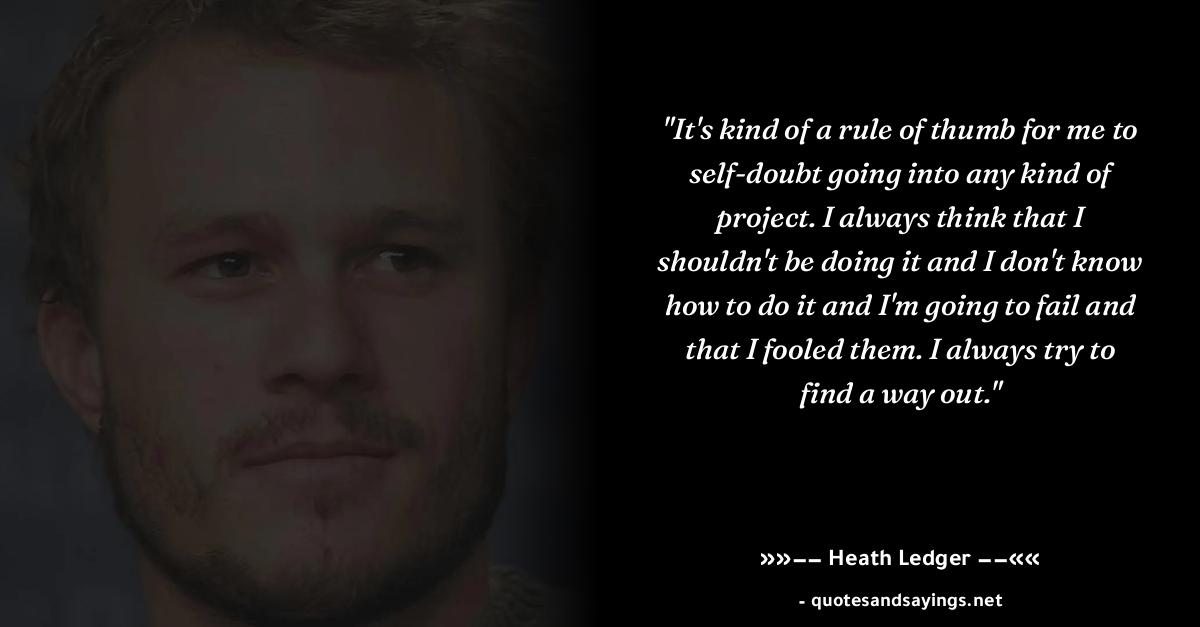 "It's kind of a rule of thumb for me to
self-doubt going into any kind of
project. I always think that I
shouldn't be doing it and I don't know
how to do it and I'm going to fail and
that I fooled them. I always try to
find a way out."
»»–– Heath Ledger ––««
- quotesandsayings.net